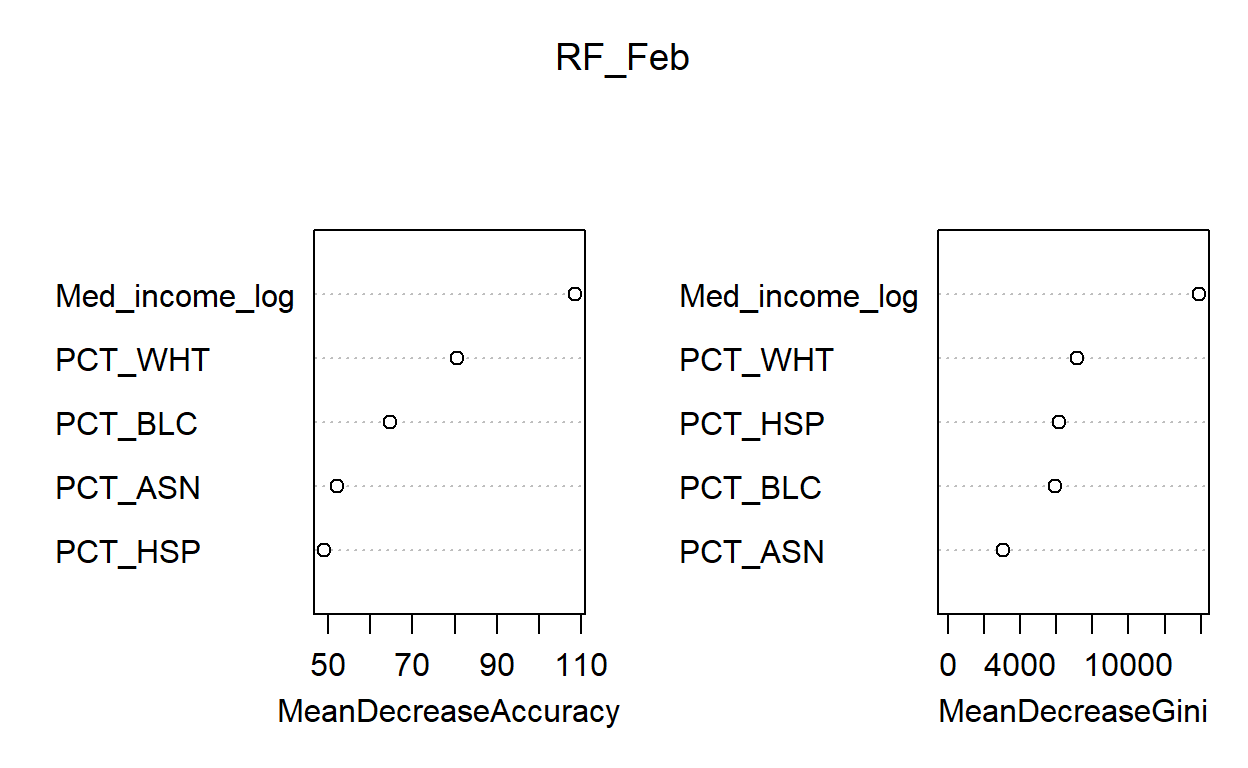 RF_Feb
Med_income_log
PCT_WHT
PCT_BLC
PCT_ASN
PCT_HSP
50 70 90 110
MeanDecreaseAccuracy
Med_income_log
PCT_WHT
PCT_HSP
PCT_BLC
PCT_ASN
0 4000 10000
MeanDecreaseGini